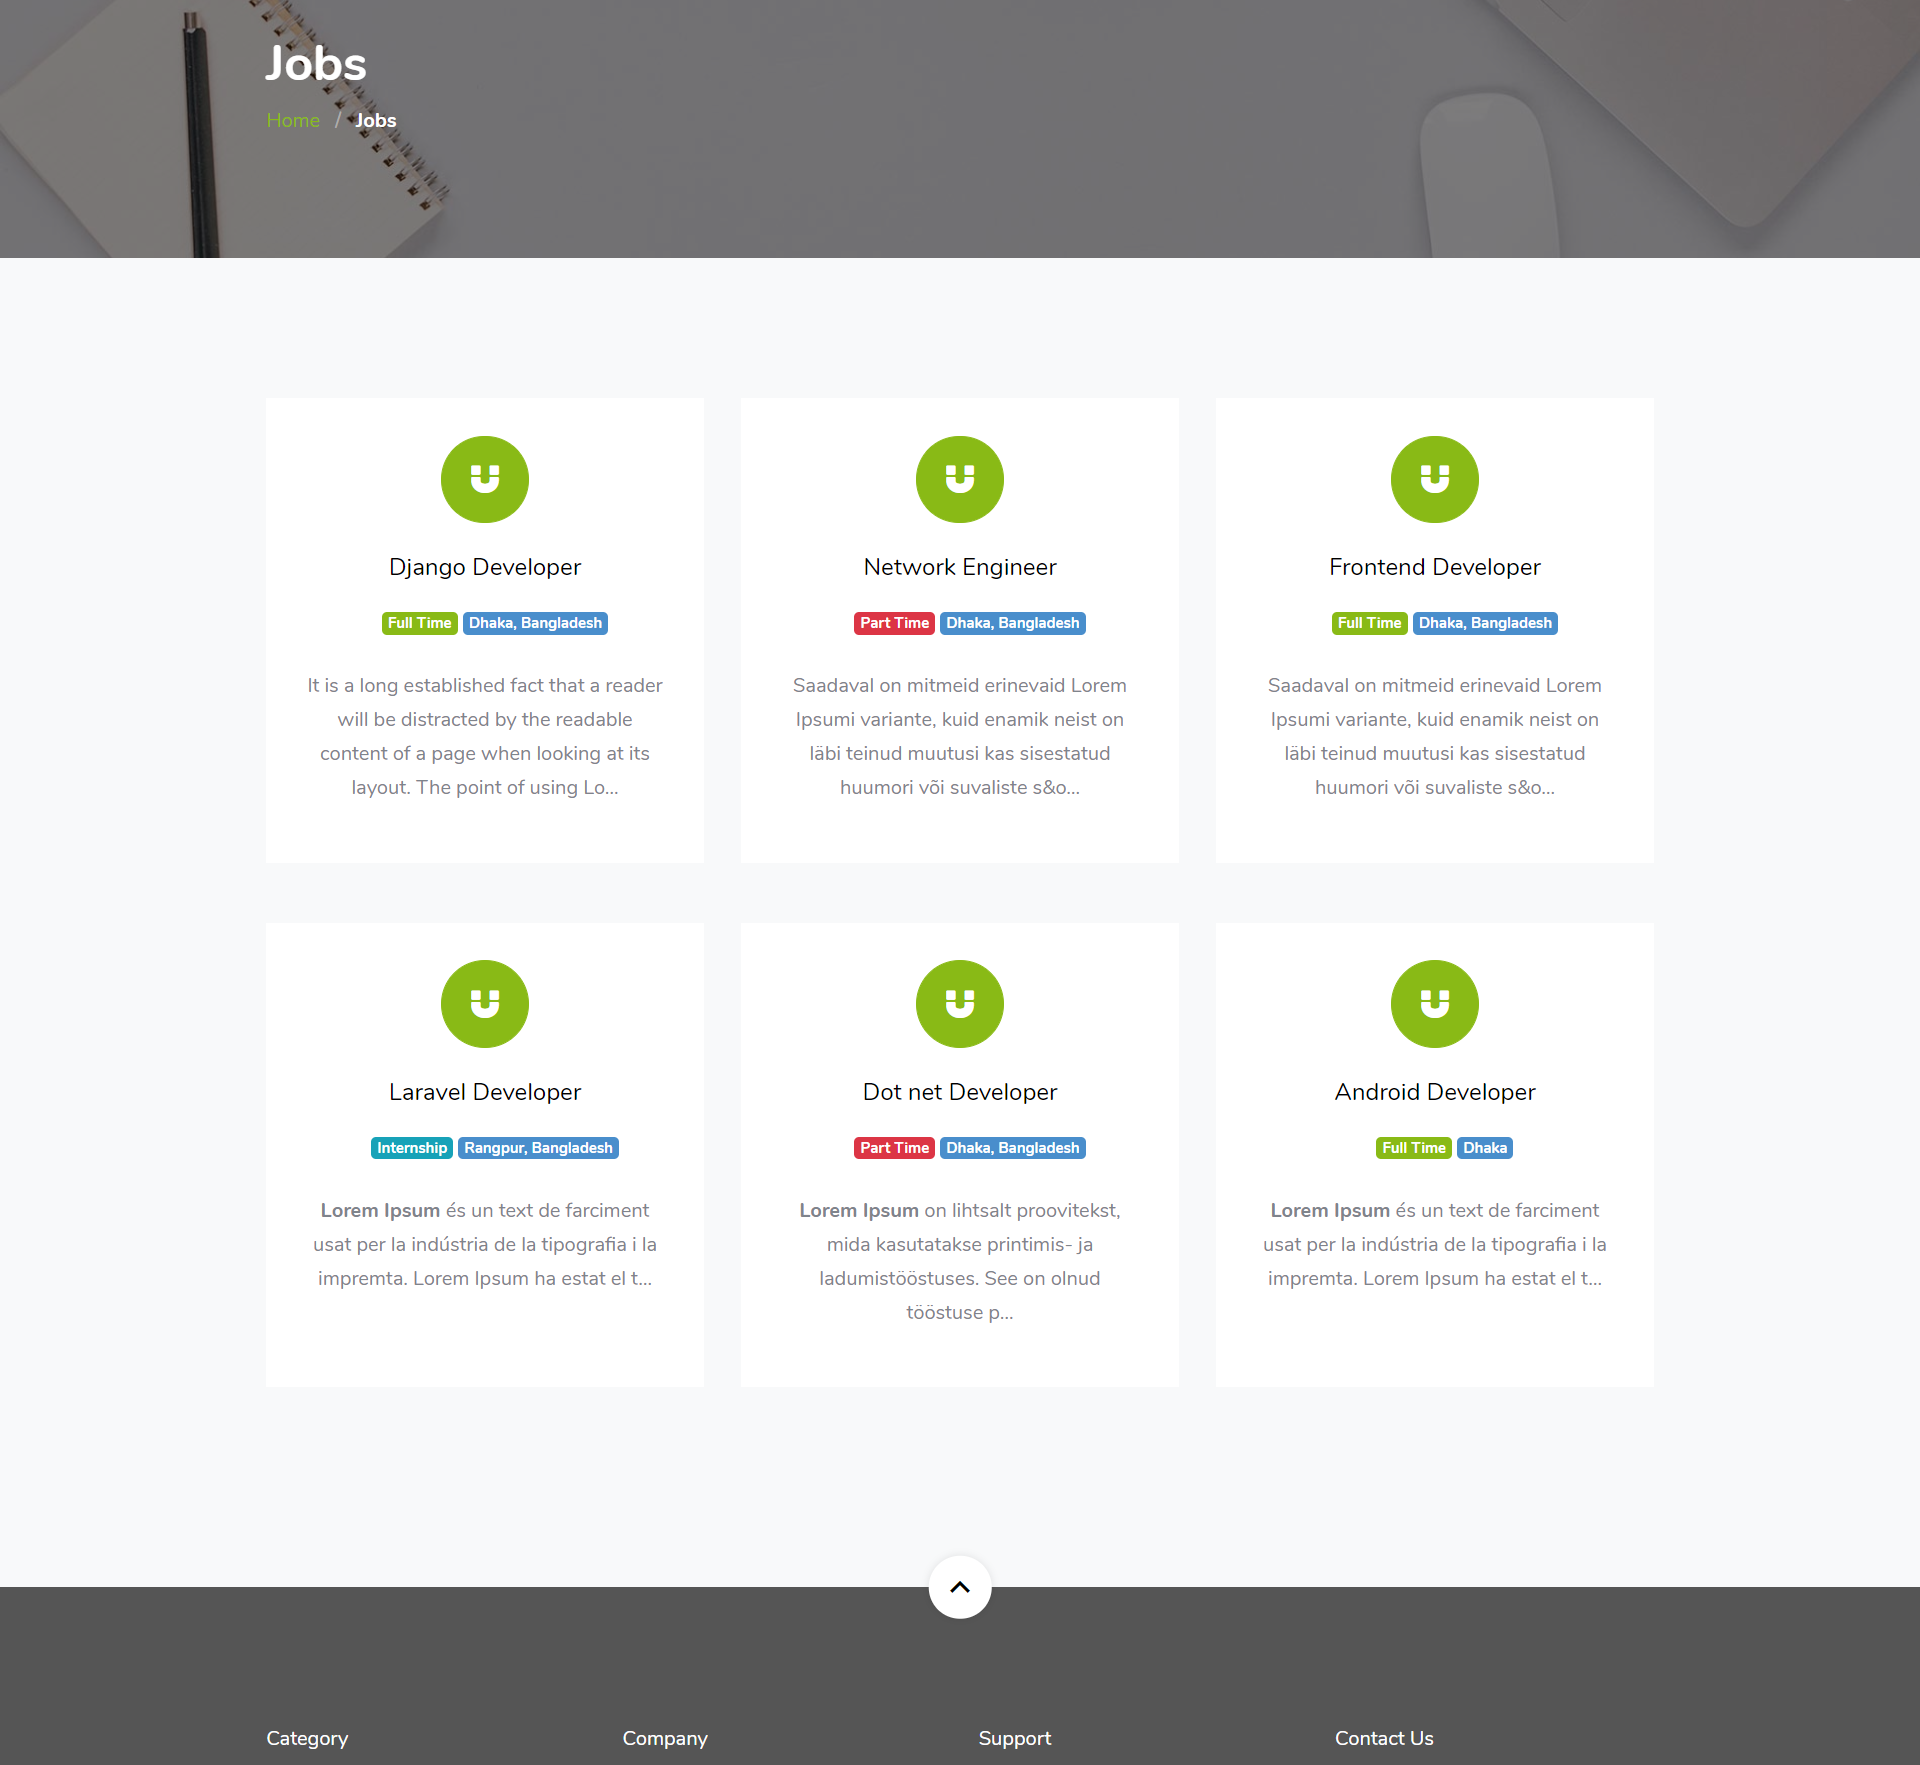 Jobs
Home / Jobs
Django Developer
Full Time Dhaka, Bangladesh
It is a long established fact that a reader
will be distracted by the readable
content of a page when looking at its
layout. The point of using Lo...
Network Engineer
Part Time Dhaka, Bangladesh
Saadaval on mitmeid erinevaid Lorem
Ipsumi variante, kuid enamik neist on
läbi teinud muutusi kas sisestatud
huumori või suvaliste s&o...
Frontend Developer
Full Time Dhaka, Bangladesh
Saadaval on mitmeid erinevaid Lorem
Ipsumi variante, kuid enamik neist on
läbi teinud muutusi kas sisestatud
huumori või suvaliste s&o...
Laravel Developer
Internship Rangpur, Bangladesh
Lorem Ipsum és un text de farciment
usat per la indústria de la tipografia i la
impremta. Lorem Ipsum ha estat el t...
Dot net Developer
Part Time Dhaka, Bangladesh
Lorem Ipsum on lihtsalt proovitekst,
mida kasutatakse printimis- ja
ladumistööstuses. See on olnud
tööstuse p...
Android Developer
Full Time Dhaka
Lorem Ipsum és un text de farciment
usat per la indústria de la tipografia i la
impremta. Lorem Ipsum ha estat el t...
Category
Company
Support
Contact Us